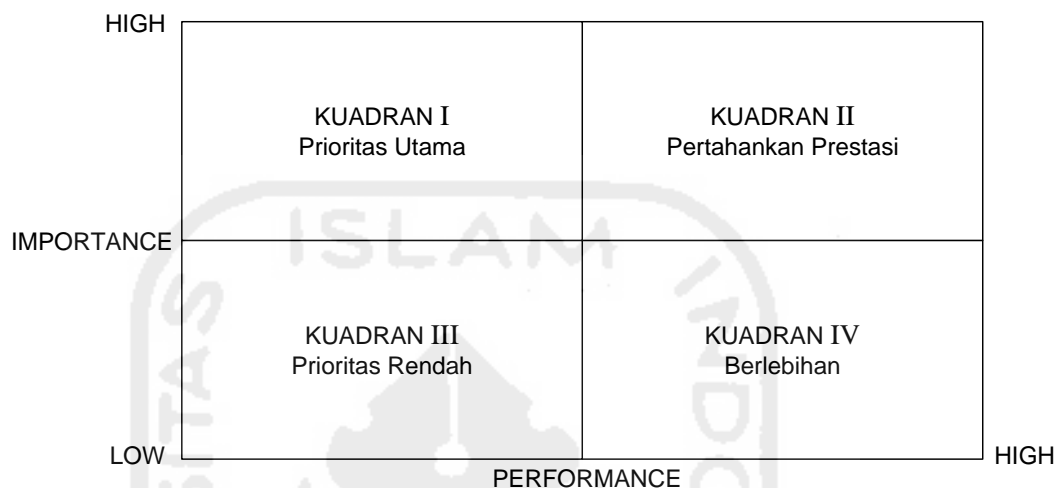 HIGH
KUADRAN I
Prioritas Utama
KUADRAN II
Pertahankan Prestasi
ISLAM
IMPORTANCE
KUADRAN III
Prioritas Rendah
KUADRAN IV
Berlebihan
LOW
HIGH
PERFORMANCE